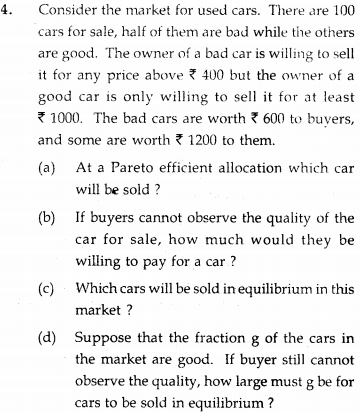 4. Consider the market for used cars. There are 100
cars for sale, half of them are bad while the others
are good. The owner of a bad car is willing to sell
it for any price above ₹ 400 but the owner of a
good car is only willing to sell it for at least
₹ 1000. The bad cars are worth ₹ 600 to buyers,
and some are worth ₹ 1200 to them.
(a) At a Pareto efficient allocation which car
will be sold ?
(b) If buyers cannot observe the quality of the
car for sale, how much would they be
willing to pay for a car ?
(c) Which cars will be sold in equilibrium in this
market ?
(d) Suppose that the fraction g of the cars in
the market are good. If buyer still cannot
observe the quality, how large must g be for
cars to be sold in equilibrium ?